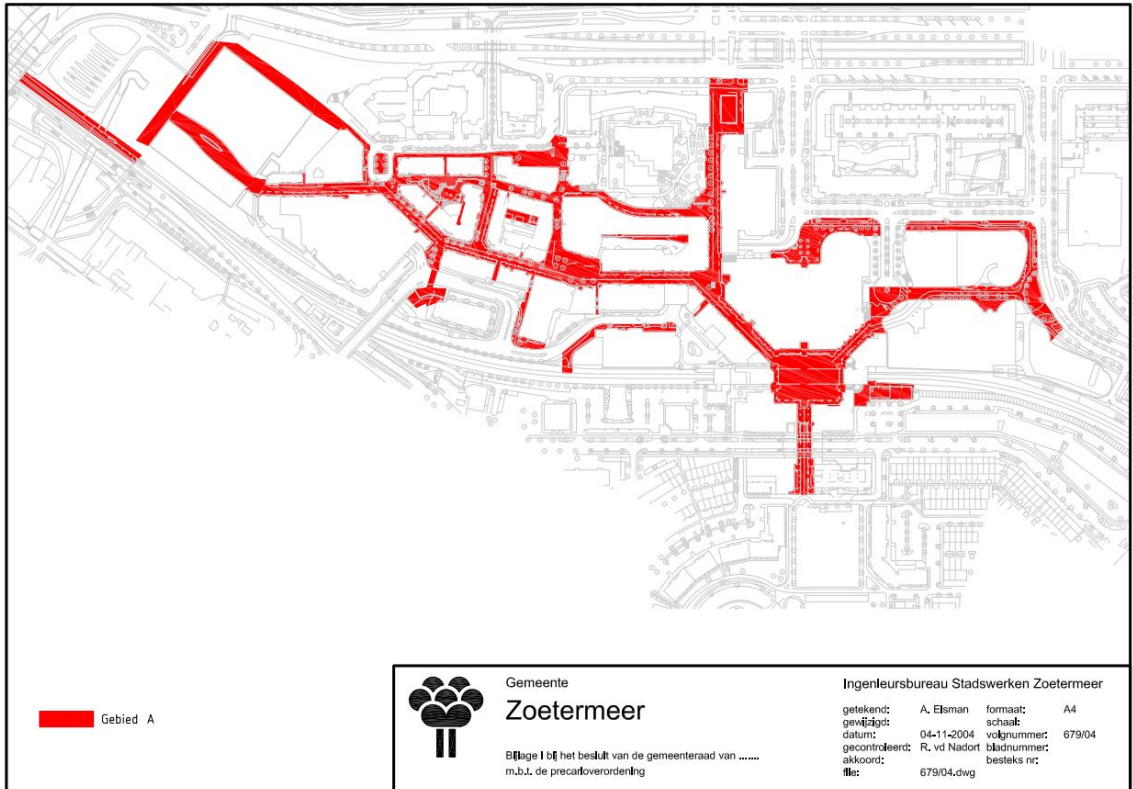 Gebied A
Gemeente
Zoetermeer
Bijlage I bij het besluit van de gemeenteraad van .......
m.b.t. de precarioverordening
Ingenieursbureau Stadswerken Zoetermeer
getekend: A. Elsman formaat: A4
gewijzigd: schaal:
datum: 04-11-2004 volgnummer: 679/04
gecontroleerd: R. vd Nadort bladnummer:
akkoord: besteks nr:
file: 679/04.dwg